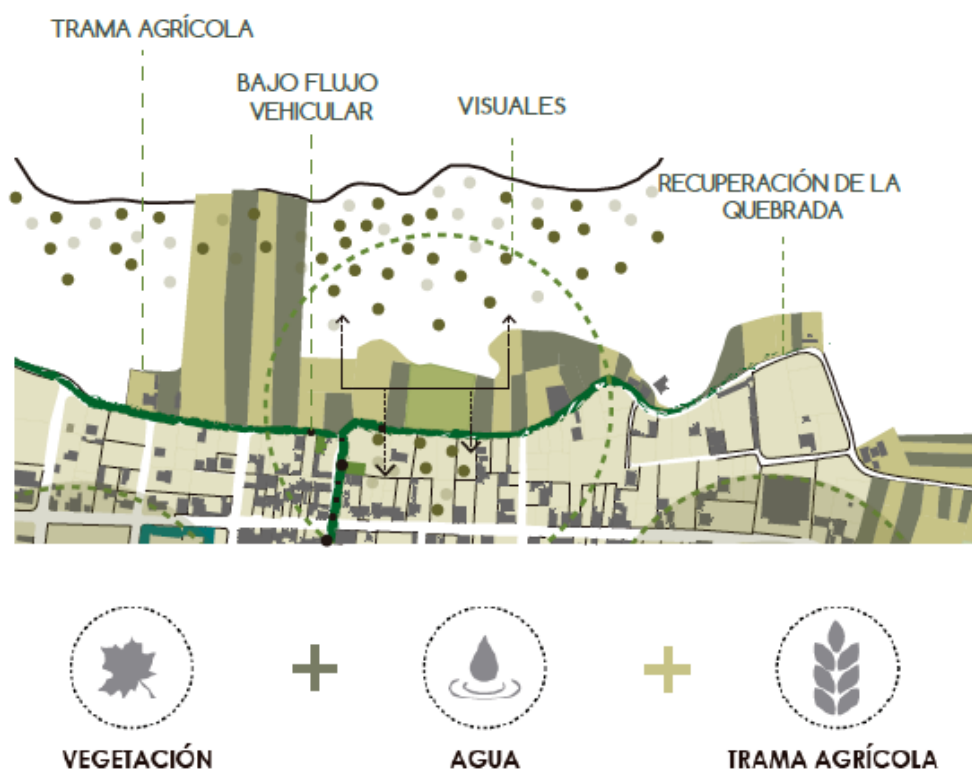 TRAMA AGRÍCOLA
BAJO FLUJO
VEHICULAR
VISUALES
RECUPERACIÓN DE LA
QUEBRADA
VEGETACIÓN
AGUA
TRAMA AGRÍCOLA